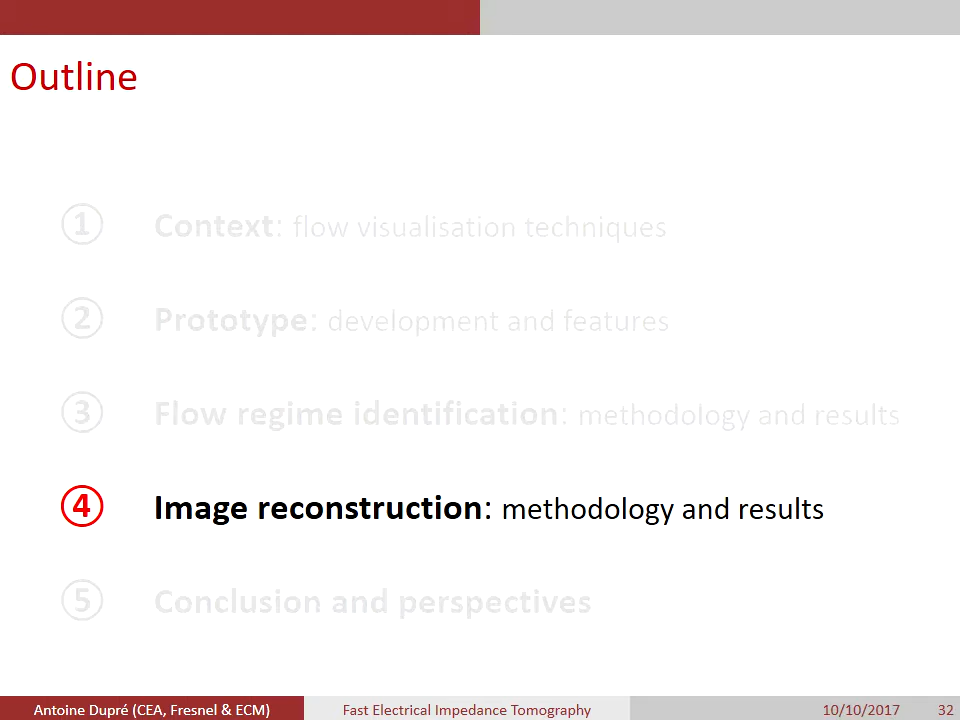 Outline
① Context: flow visualisation techniques
② Prototype: development and features
③ Flow regime identification: methodology and results
④ Image reconstruction: methodology and results
⑤ Conclusion and perspectives
Antoine Dupré (CEA, Fresnel & ECM) Fast Electrical Impedance Tomography 10/10/2017 32